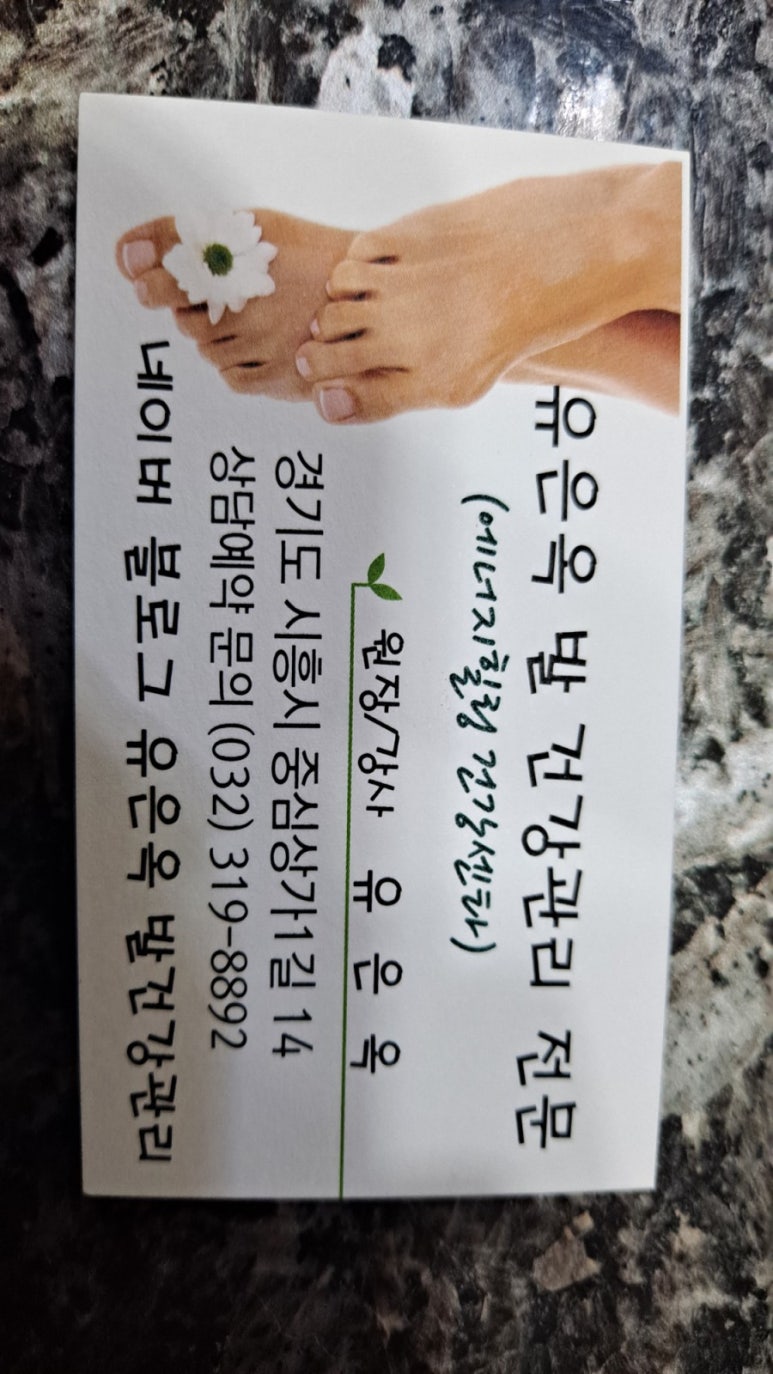 유은옥 발 건강관리 전문
(에너지힐링 건강센타)
원장/강사 유 은 옥
경기도 시흥시 중심상가1길 14
상담예약 문의 (032) 319-8892
네이버 블로그 유은옥 발건강관리